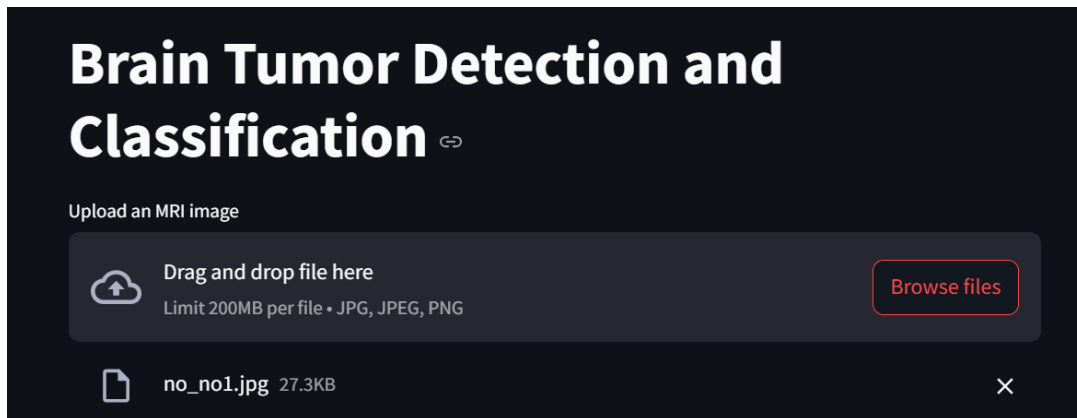 Brain Tumor Detection and
Classification
Upload an MRI image
Drag and drop file here
Limit 200MB per file • JPG, JPEG, PNG
Browse files
no_no1.jpg 27.3KB